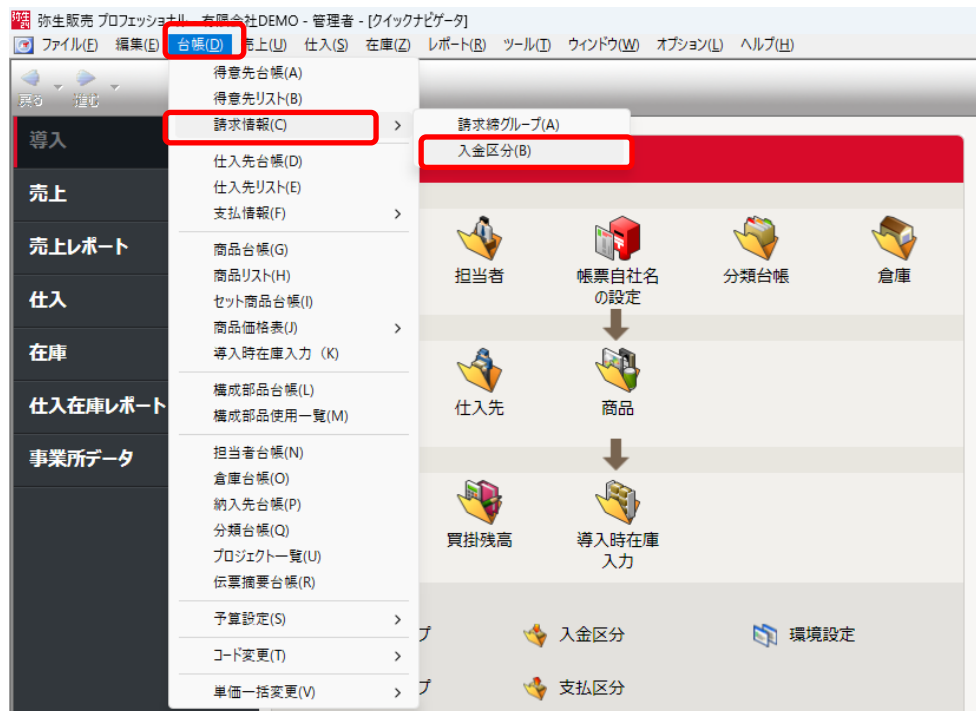 弥生販売 プロフェッショナル - 有限会社DEMO - 管理者 - [クイックナビゲータ]
ファイル(F) 編集(E) 台帳(D) 売上(U) 仕入(S) 在庫(Z) レポート(R) ツール(T) ウィンドウ(W) オプション(L) ヘルプ(H)
戻る 進む
導入
売上
売上レポート
仕入
在庫
仕入在庫レポート
事業所データ
得意先台帳(A)
得意先リスト(B)
請求情報(C)
仕入先台帳(D)
仕入先リスト(E)
支払情報(F)
商品台帳(G)
商品リスト(H)
セット商品台帳(I)
商品価格表(J)
導入時在庫入力 (K)
構成部品台帳(L)
構成部品使用一覧(M)
担当者台帳(N)
倉庫台帳(O)
納入先台帳(P)
分類台帳(Q)
プロジェクト一覧(U)
伝票摘要台帳(R)
予算設定(S)
コード変更(T)
単価一括変更(V)
請求締グループ(A)
入金区分(B)
担当者 帳票自社名の設定 分類台帳 倉庫
仕入先 商品
買掛残高 導入時在庫入力
プ 入金区分 環境設定
プ 支払区分